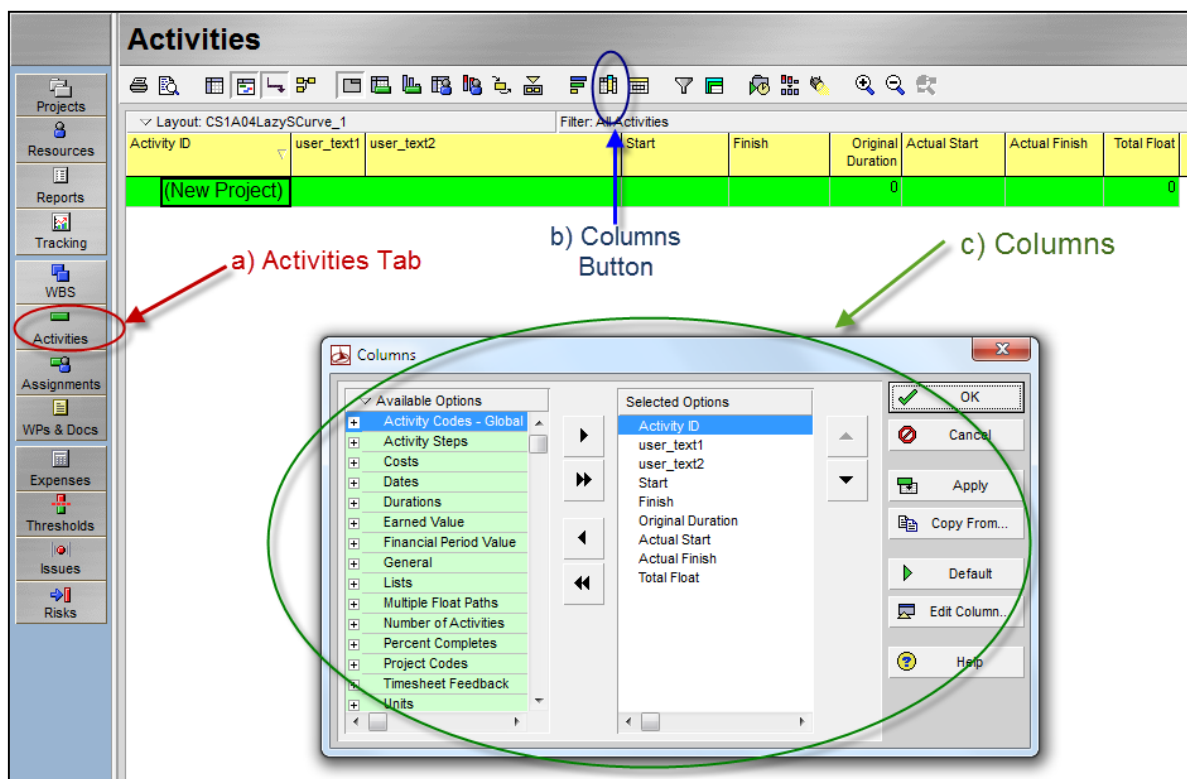 Activities
Projects
Resources
Reports
Tracking
WBS
Activities
Assignments
WPs & Docs
Expenses
Thresholds
Issues
Risks
Layout: CS1A04LazySCurve_1
Filter: All Activities
Activity ID user_text1 user_text2 Start Finish Original Duration Actual Start Actual Finish Total Float
(New Project) 0 0
a) Activities Tab
b) Columns
Button
c) Columns
Columns
Available Options
Activity Codes - Global
Activity Steps
Costs
Dates
Durations
Earned Value
Financial Period Value
General
Lists
Multiple Float Paths
Number of Activities
Percent Completes
Project Codes
Timesheet Feedback
Units
Selected Options
Activity ID
user_text1
user_text2
Start
Finish
Original Duration
Actual Start
Actual Finish
Total Float
OK
Cancel
Apply
Copy From...
Default
Edit Column..
Help